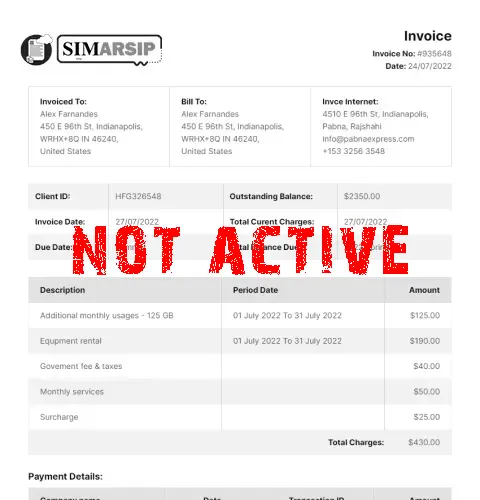 SIMARSIP
Invoice
Invoice No: #935648
Date: 24/07/2022
Invoiced To:
Alex Farnandes
450 E 96th St, Indianapolis,
WRHX+8Q IN 46240,
United States
Bill To:
Alex Farnandes
450 E 96th St, Indianapolis,
WRHX+8Q IN 46240,
United States
Invce Internet:
4510 E 96th St, Indianapolis,
Pabna, Rajshahi
info@pabnaexpress.com
+153 3256 3548
Client ID: HFG326548 Outstanding Balance: $2350.00
Invoice Date: 27/07/2022 Total Curent Charges: 27/07/2022
Due Date:
NOT ACTIVE
Description Period Date Amount
Additional monthly usages - 125 GB 01 July 2022 To 31 July 2022 $125.00
Equpment rental 01 July 2022 To 31 July 2022 $190.00
Govement fee & taxes $40.00
Monthly services $50.00
Surcharge $25.00
Total Charges: $430.00
Payment Details:
Company name Date Transaction ID Amount